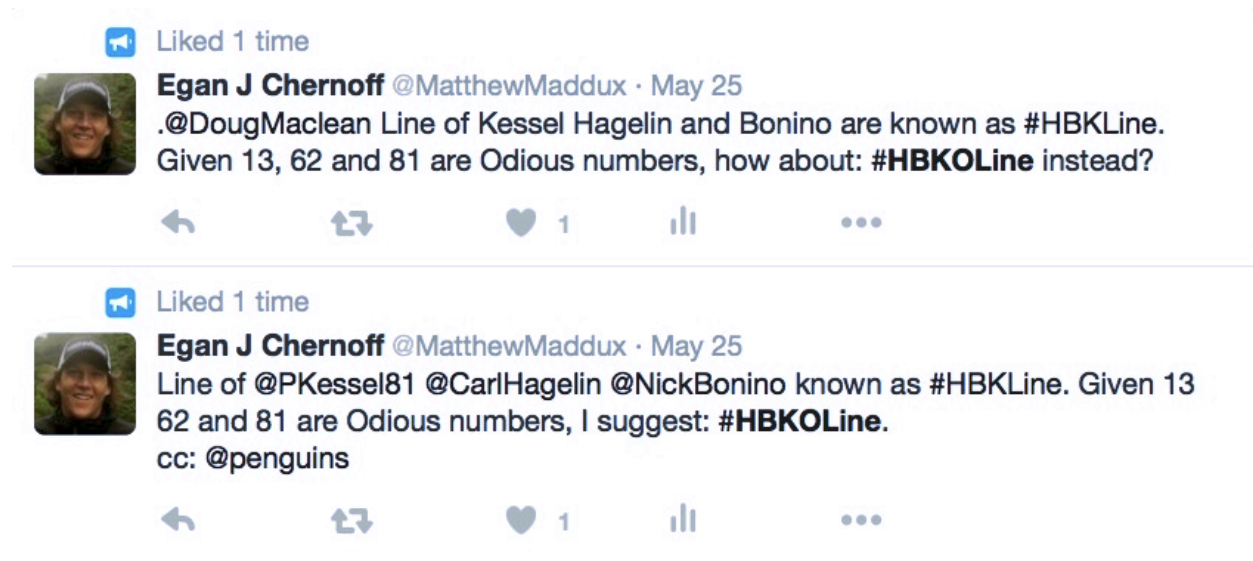 Liked 1 time
Egan J Chernoff @MatthewMaddux · May 25
.@DougMaclean Line of Kessel Hagelin and Bonino are known as #HBKLine.
Given 13, 62 and 81 are Odious numbers, how about: #HBKOLine instead?
1
Liked 1 time
Egan J Chernoff @MatthewMaddux · May 25
Line of @PKessel81 @CarlHagelin @NickBonino known as #HBKLine. Given 13
62 and 81 are Odious numbers, I suggest: #HBKOLine.
cc: @penguins
1